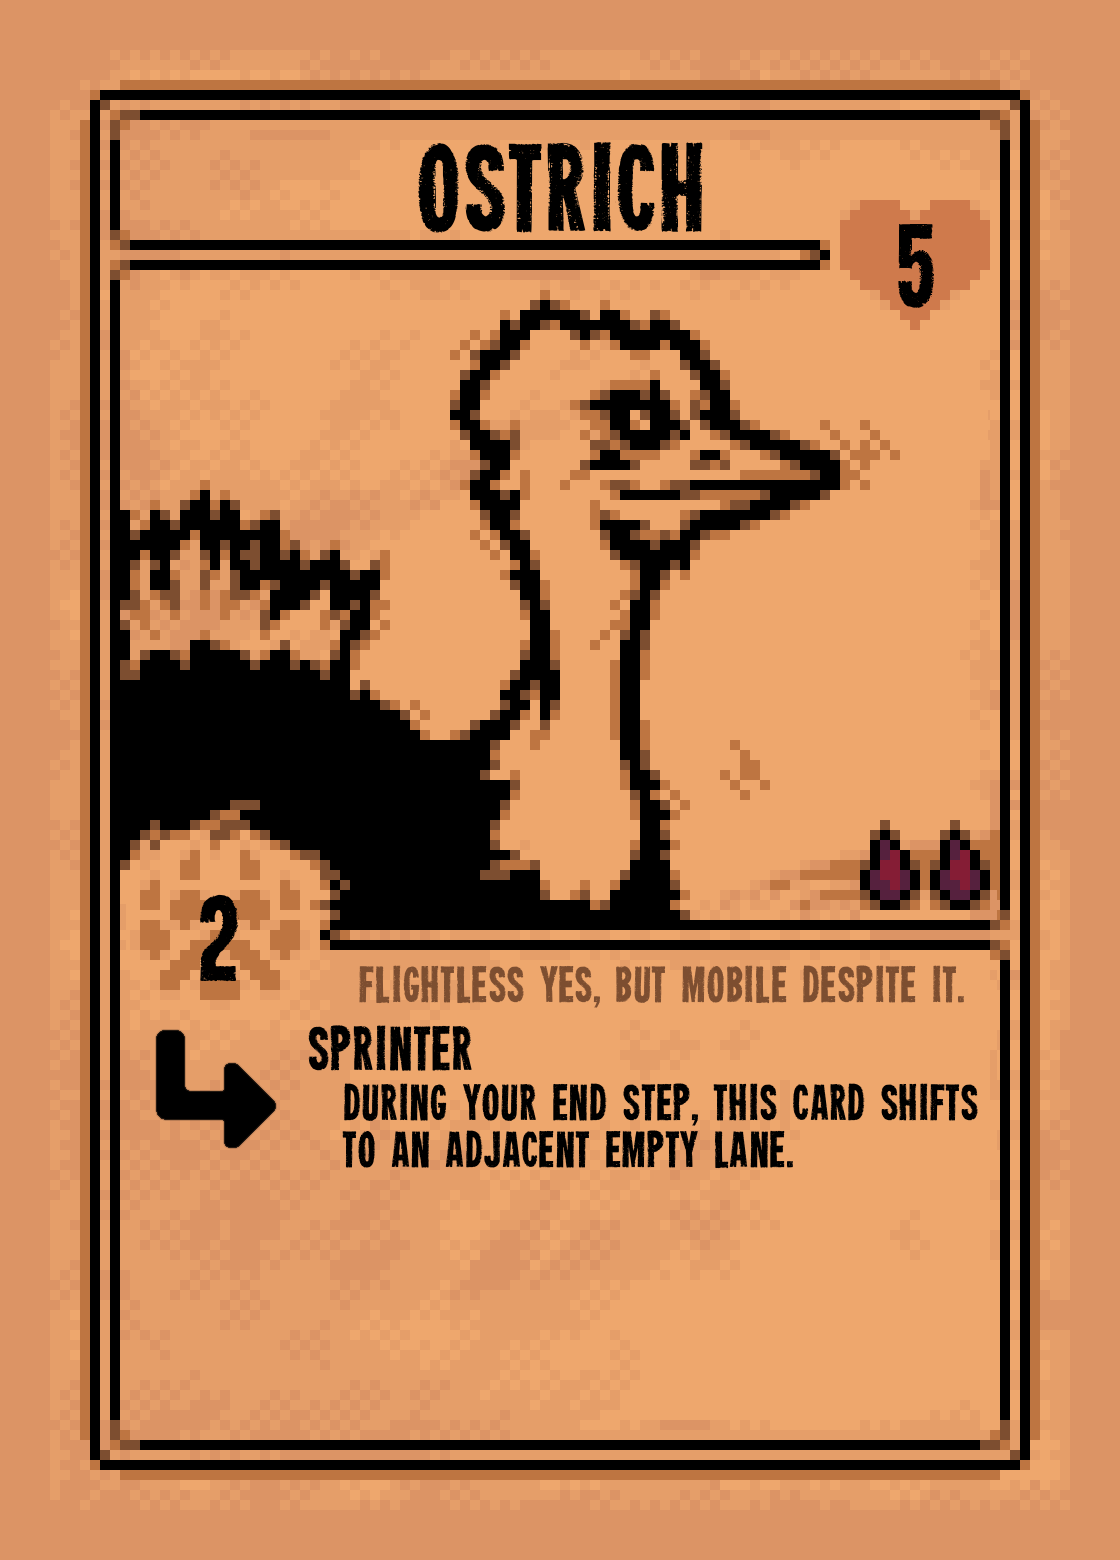 OSTRICH
5
2
FLIGHTLESS YES, BUT MOBILE DESPITE IT.
SPRINTER
DURING YOUR END STEP, THIS CARD SHIFTS
TO AN ADJACENT EMPTY LANE.